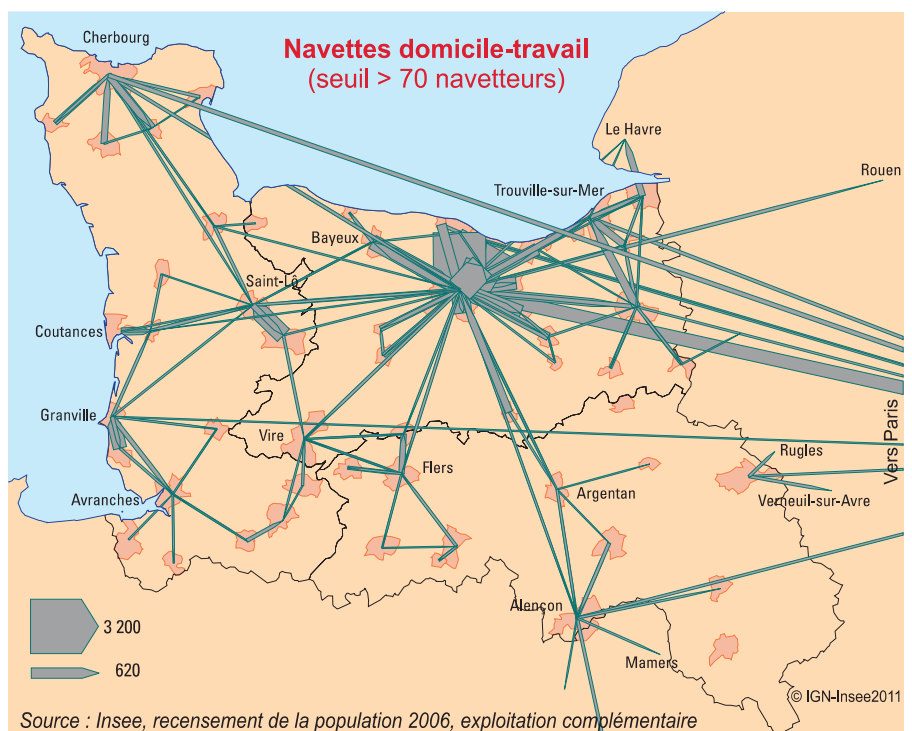 Navettes domicile-travail
(seuil > 70 navetteurs)
Cherbourg
Le Havre
Rouen
Trouville-sur-Mer
Bayeux
Saint-Lô
Coutances
Granville
Vire
Flers
Vers Paris
Rugles
Verneuil-sur-Avre
Argentan
Avranches
Alençon
Mamers
3 200
620
© IGN-Insee2011
Source : Insee, recensement de la population 2006, exploitation complémentaire